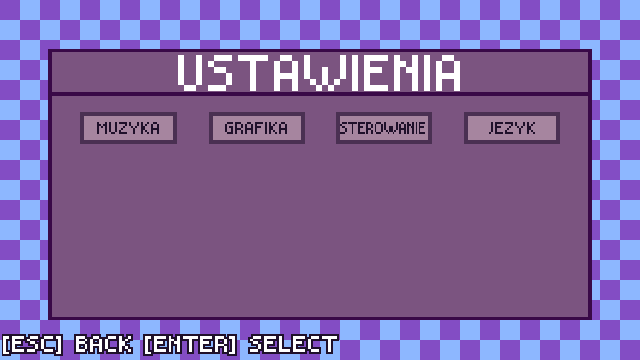 USTAWIENIA
MUZYKA GRAFIKA STEROWANIE JEZYK
[ESC] BACK [ENTER] SELECT